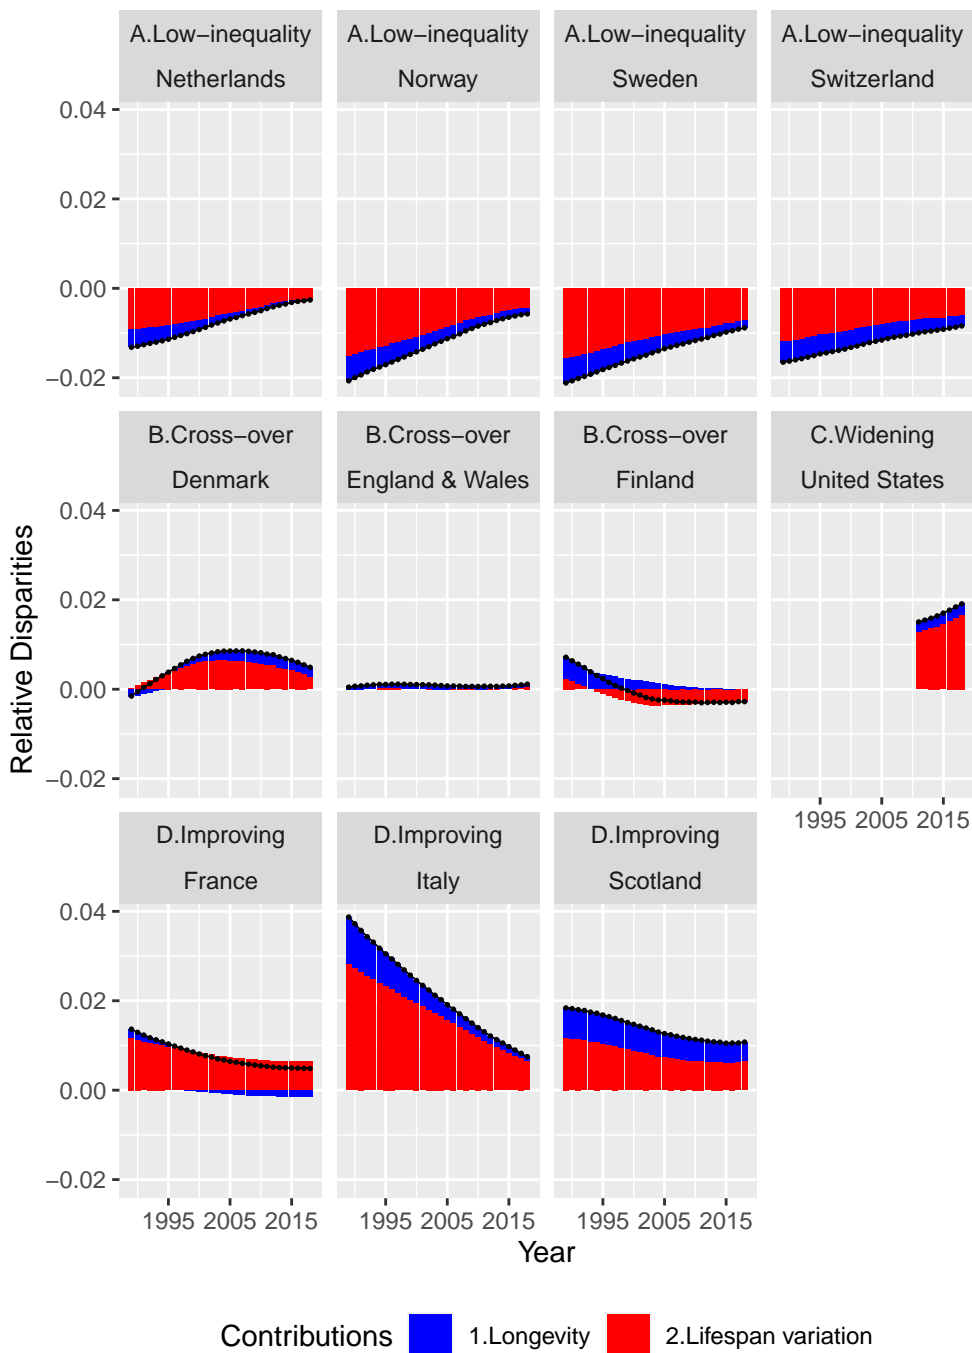 A.Low−inequality A.Low−inequality A.Low−inequality A.Low−inequality
Netherlands Norway Sweden Switzerland
0.04
0.02
0.00
−0.02
B.Cross−over B.Cross−over B.Cross−over C.Widening
Denmark England & Wales Finland United States
0.04
0.02
0.00
−0.02
1995 2005 2015
D.Improving D.Improving D.Improving
France Italy Scotland
0.04
0.02
0.00
−0.02
1995 2005 2015 1995 2005 2015 1995 2005 2015
Relative Disparities
Year
Contributions 1.Longevity 2.Lifespan variation